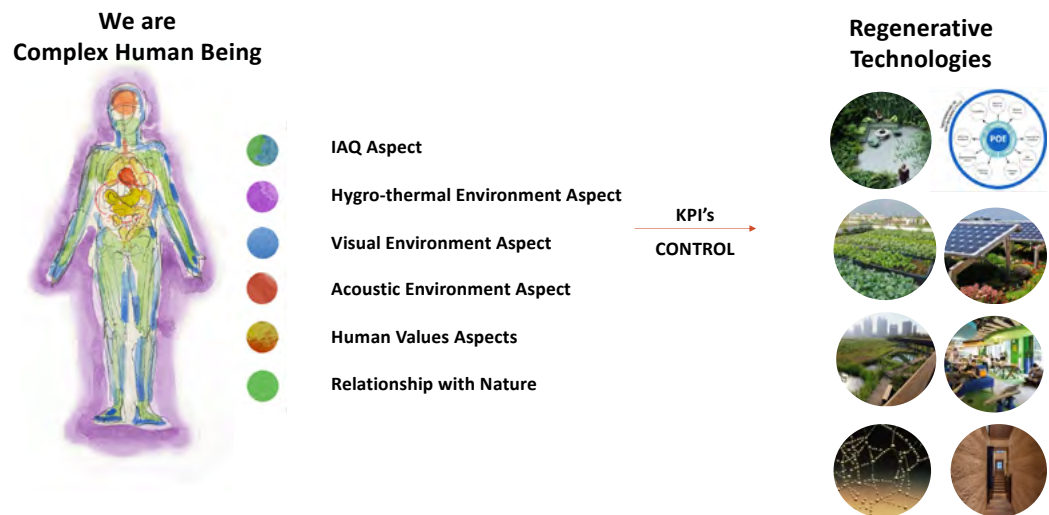 We are
Complex Human Being
IAQ Aspect
Hygro-thermal Environment Aspect
Visual Environment Aspect
Acoustic Environment Aspect
Human Values Aspects
Relationship with Nature
KPI's
CONTROL
Regenerative
Technologies
POE